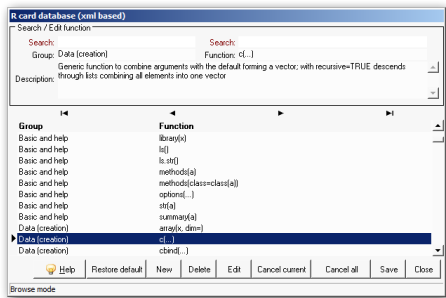 R card database (xml based)
Search / Edit function
Search: Search:
Group: Data (creation) Function: c(...)
Description: Generic function to combine arguments with the default forming a vector; with recursive=TRUE descends
through lists combining all elements into one vector
Group Function
Basic and help library(x)
Basic and help ls()
Basic and help ls.str()
Basic and help methods(a)
Basic and help methods(class=class(a))
Basic and help options(...)
Basic and help str(a)
Basic and help summary(a)
Data (creation) array(x, dim=)
Data (creation) c(...)
Data (creation) cbind(...)
Help Restore default New Delete Edit Cancel current Cancel all Save Close
Browse mode